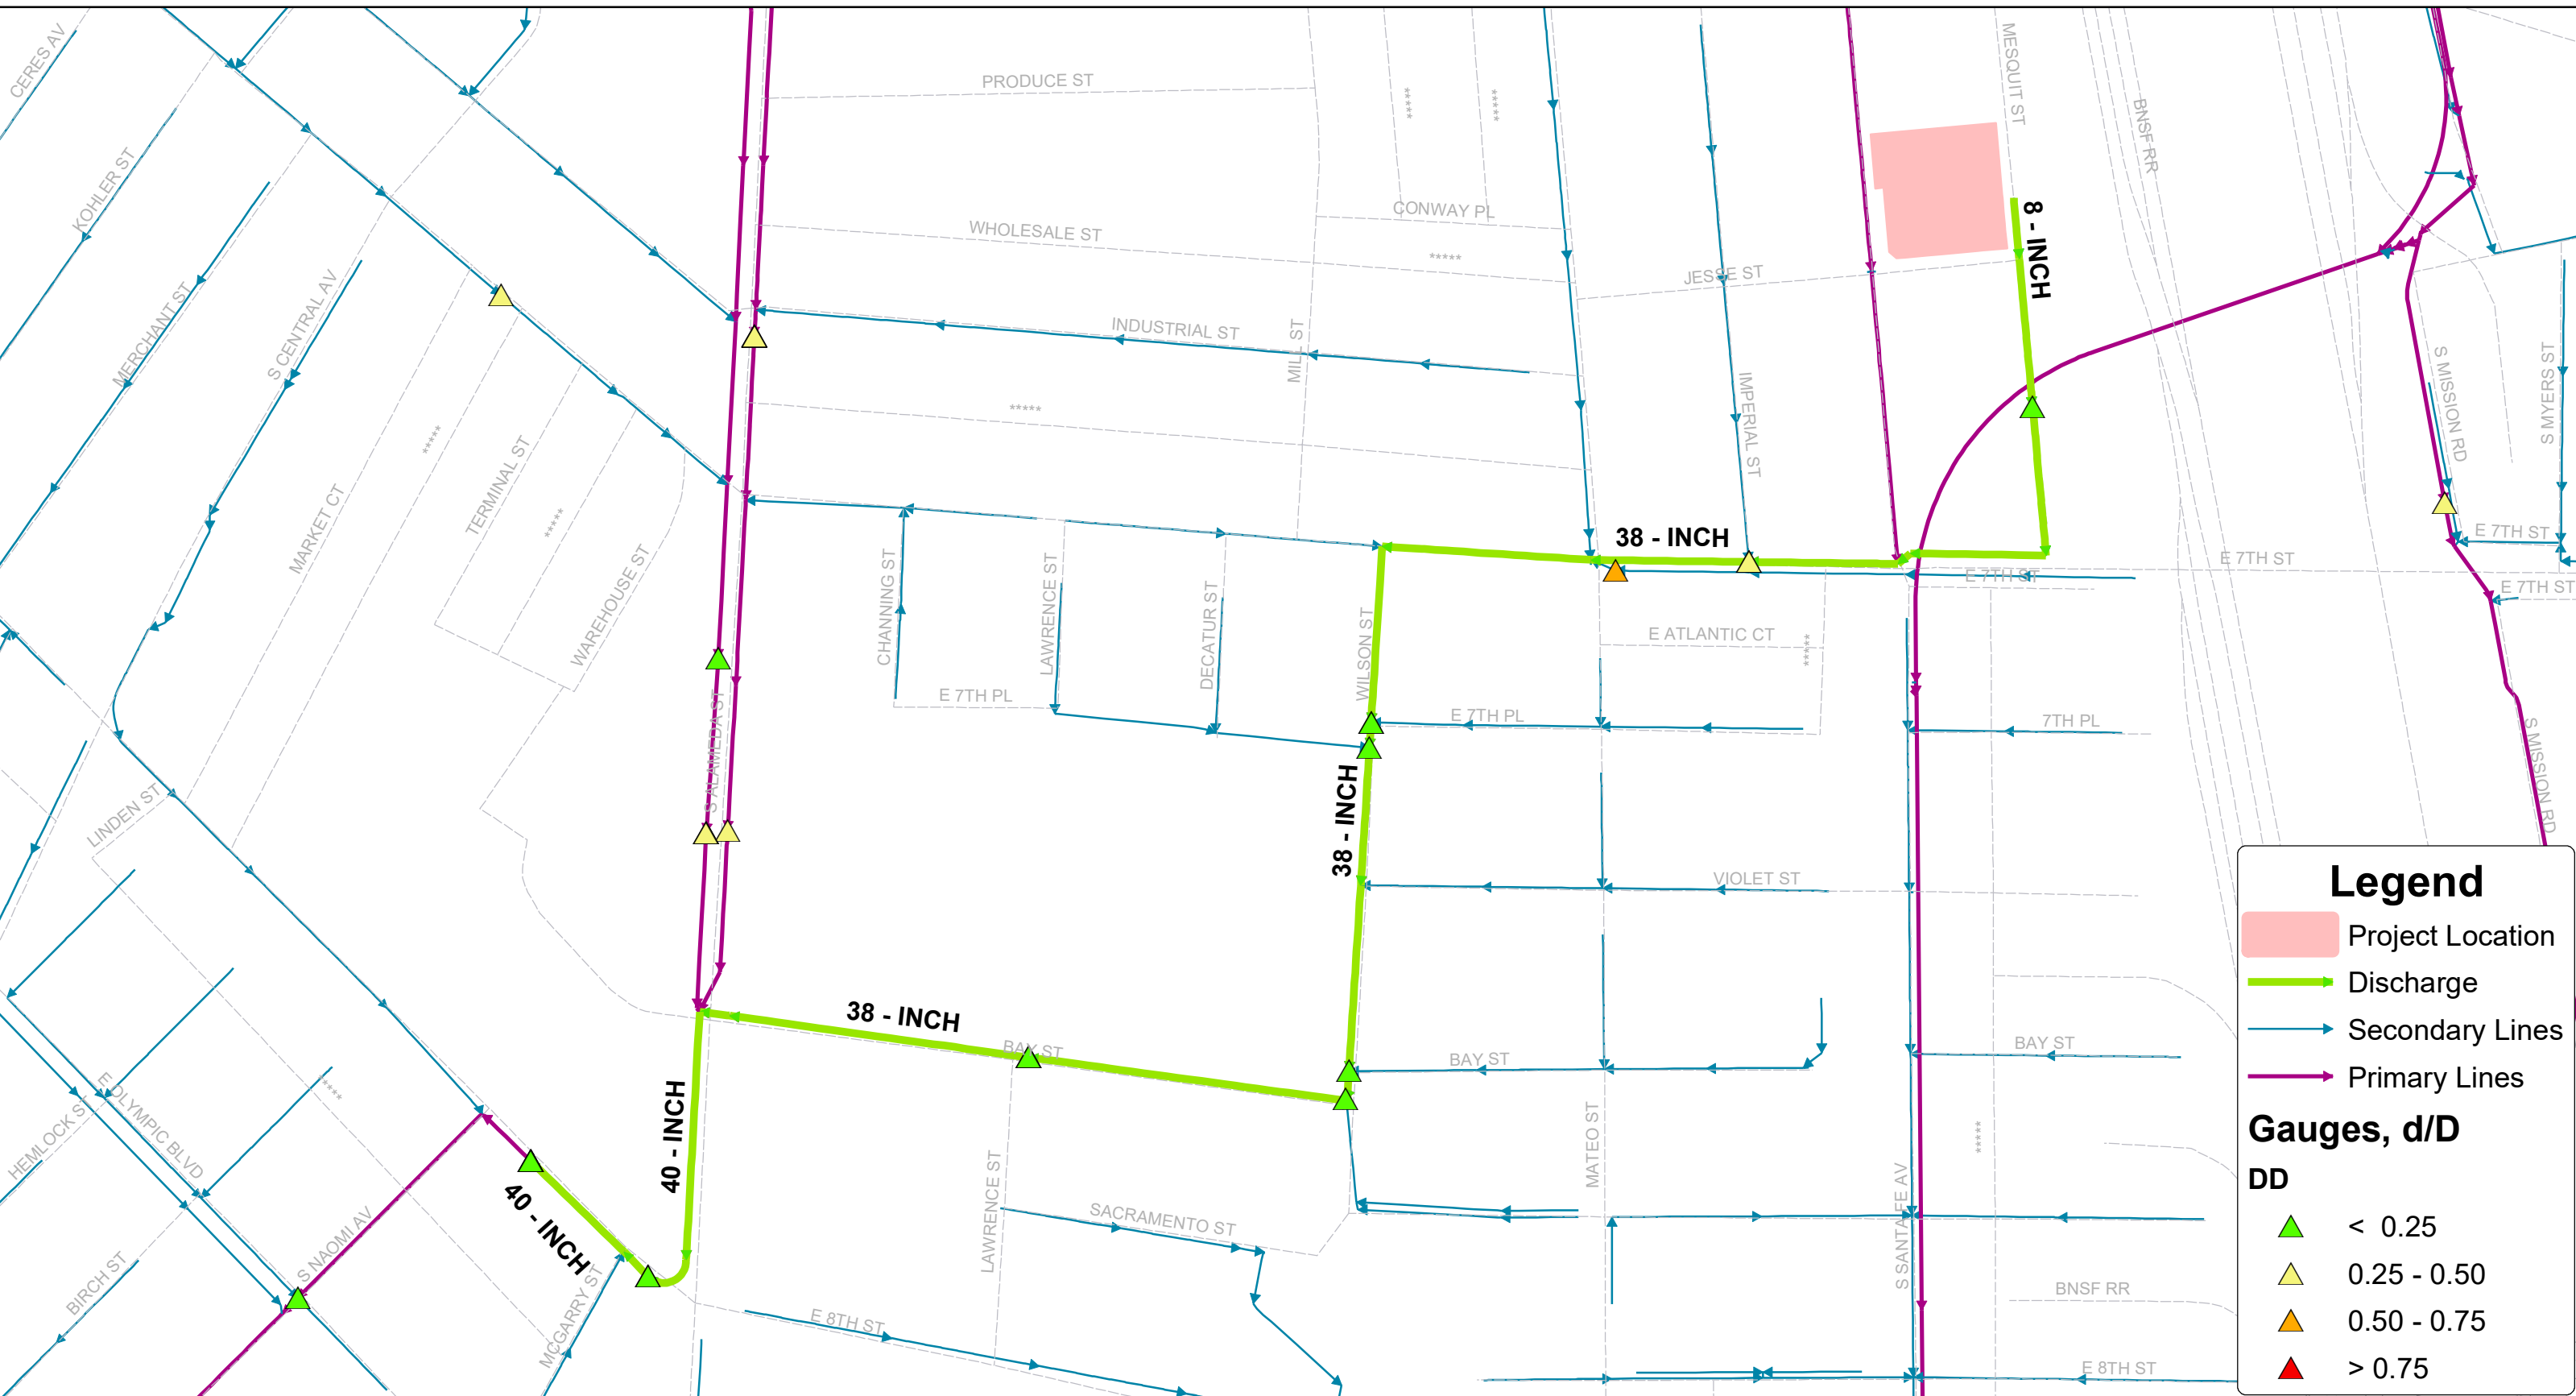 CERES AV
PRODUCE ST
*****
*****
MESQUIT ST
BNSF RR
KOHLER ST
WHOLESALE ST
CONWAY PL
*****
JESSE ST
8 - INCH
MERCHANT ST
S CENTRAL AV
INDUSTRIAL ST
MILL ST
IMPERIAL ST
S MISSION RD
S MYERS ST
*****
*****
MARKET CT
TERMINAL ST
*****
WAREHOUSE ST
38 - INCH
E 7TH ST
E 7TH ST
E 7TH ST
E 7TH ST
CHANNING ST
LAWRENCE ST
DECATUR ST
WILSON ST
E ATLANTIC CT
*****
E 7TH PL
E 7TH PL
7TH PL
S ALAMEDA ST
S MISSION RD
LINDEN ST
38 - INCH
VIOLET ST
38 - INCH
BAY ST
BAY ST
BAY ST
*****
HEMLOCK ST
E OLYMPIC BLVD
40 - INCH
40 - INCH
LAWRENCE ST
SACRAMENTO ST
MATEO ST
S SANTA FE AV
*****
BIRCH ST
S NAOMI AV
MCGARRY ST
E 8TH ST
BNSF RR
E 8TH ST
Legend
Project Location
Discharge
Secondary Lines
Primary Lines
Gauges, d/D
DD
< 0.25
0.25 - 0.50
0.50 - 0.75
> 0.75